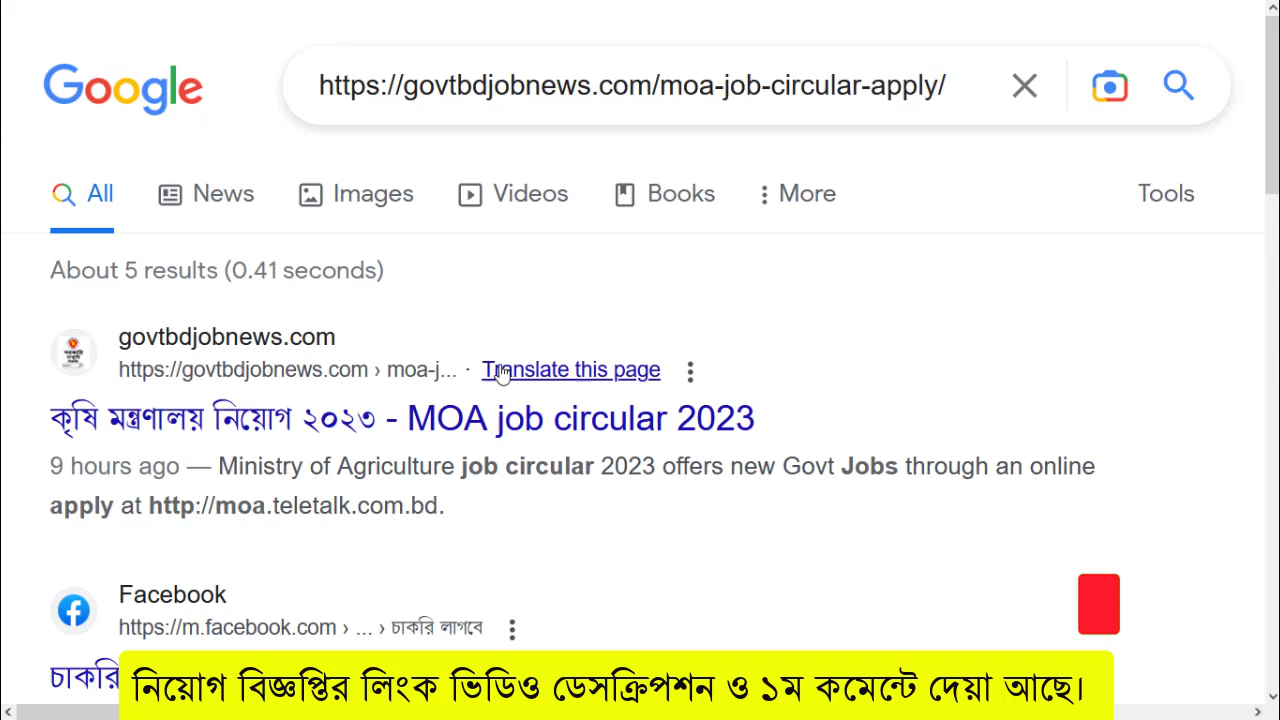 Google
https://govtbdjobnews.com/moa-job-circular-apply/
All News Images Videos Books More Tools
About 5 results (0.41 seconds)
govtbdjobnews.com
https://govtbdjobnews.com › moa-j... · Translate this page
কৃষি মন্ত্রণালয় নিয়োগ ২০২৩ - MOA job circular 2023
9 hours ago — Ministry of Agriculture job circular 2023 offers new Govt Jobs through an online
apply at http://moa.teletalk.com.bd.
Facebook
https://m.facebook.com › ... › চাকরি লাগবে
চাকরি
নিয়োগ বিজ্ঞপ্তির লিংক ভিডিও ডেসক্রিপশন ও ১ম কমেন্টে দেয়া আছে।